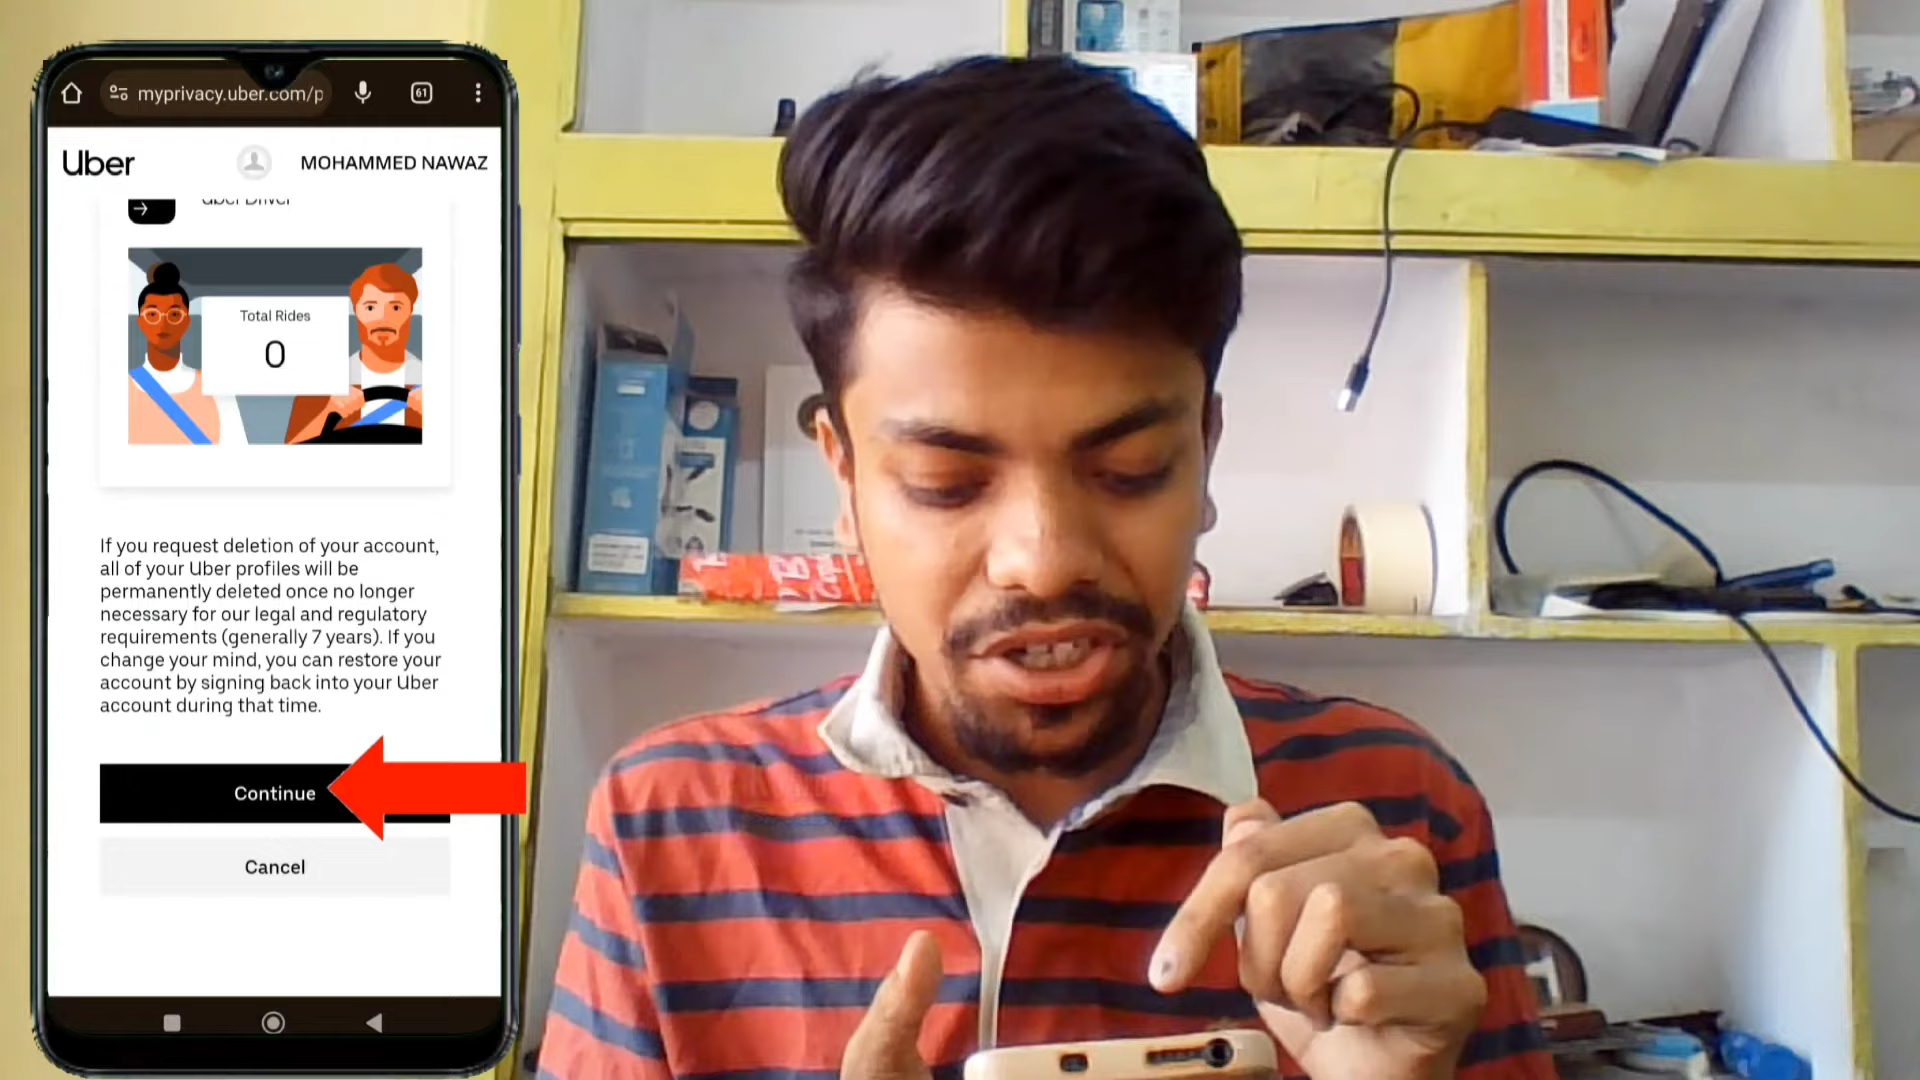 61
myprivacy.uber.com/p
Uber
MOHAMMED NAWAZ
Uber Driver
Total Rides
0
If you request deletion of your account,
all of your Uber profiles will be
permanently deleted once no longer
necessary for our legal and regulatory
requirements (generally 7 years). If you
change your mind, you can restore your
account by signing back into your Uber
account during that time.
Continue
Cancel